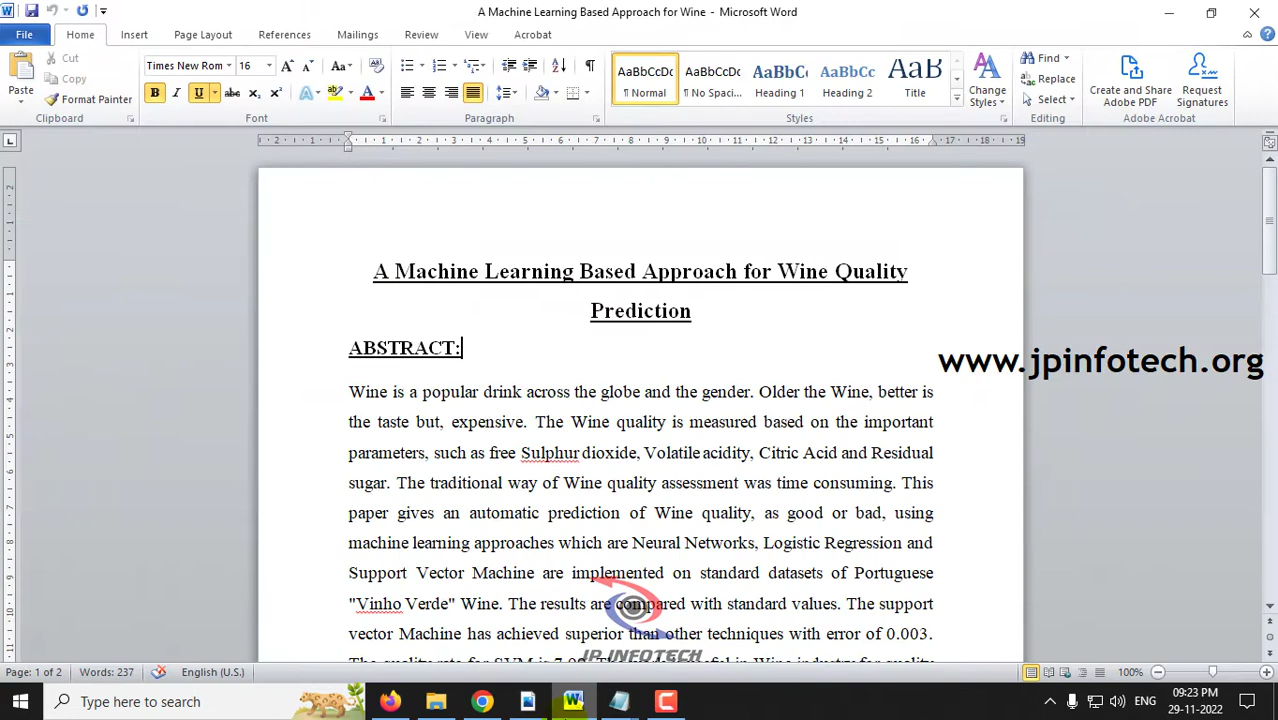 A Machine Learning Based Approach for Wine - Microsoft Word
File Home Insert Page Layout References Mailings Review View Developer Acrobat
Cut
Copy
Format Painter
Paste
Clipboard
Times New Rom 16
Font
Paragraph
AaBbCcDc AaBbCcDc AaBbCc AaBbCc AaB
¶ Normal ¶ No Spaci... Heading 1 Heading 2 Title
Styles
Change Styles
Find
Replace
Select
Editing
Create and Share Adobe PDF
Request Signatures
Adobe Acrobat
A Machine Learning Based Approach for Wine Quality
Prediction
ABSTRACT:
www.jpinfotech.org
Wine is a popular drink across the globe and the gender. Older the Wine, better is
the taste but, expensive. The Wine quality is measured based on the important
parameters, such as free Sulphur dioxide, Volatile acidity, Citric Acid and Residual
sugar. The traditional way of Wine quality assessment was time consuming. This
paper gives an automatic prediction of Wine quality, as good or bad, using
machine learning approaches which are Neural Networks, Logistic Regression and
Support Vector Machine are implemented on standard datasets of Portuguese
"Vinho Verde" Wine. The results are compared with standard values. The support
vector Machine has achieved superior than other techniques with error of 0.003.
JP INFOTECH
Page: 1 of 2 Words: 237 English (U.S.) 100%
Type here to search
ENG
09:23 PM
29-11-2022